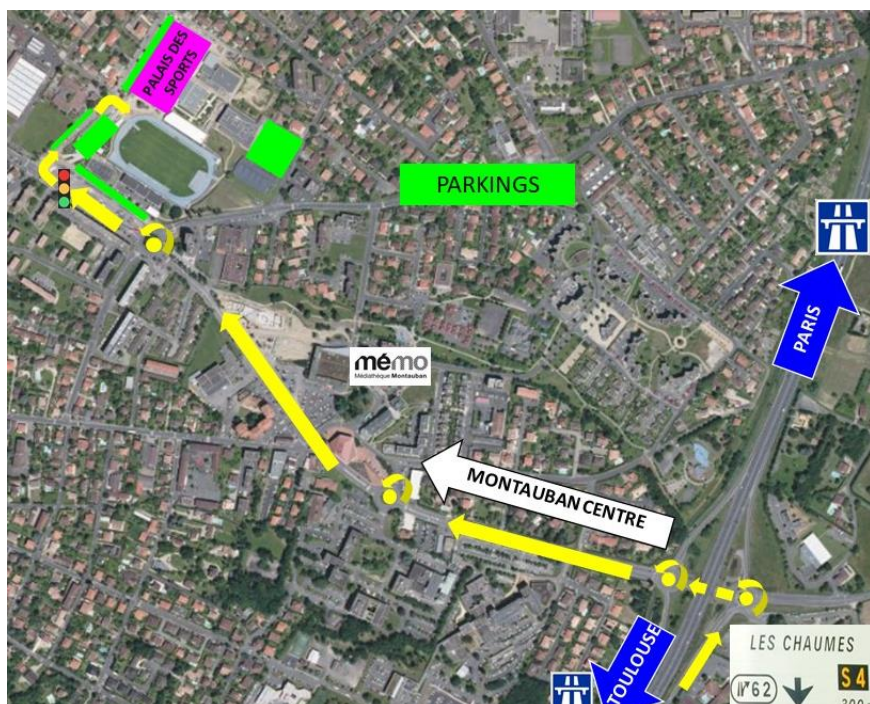 PALAIS DES
SPORTS
PARKINGS
PARIS
mémo
Médiathèque Montauban
MONTAUBAN CENTRE
TOULOUSE
LES CHAUMES
N°62
S 4